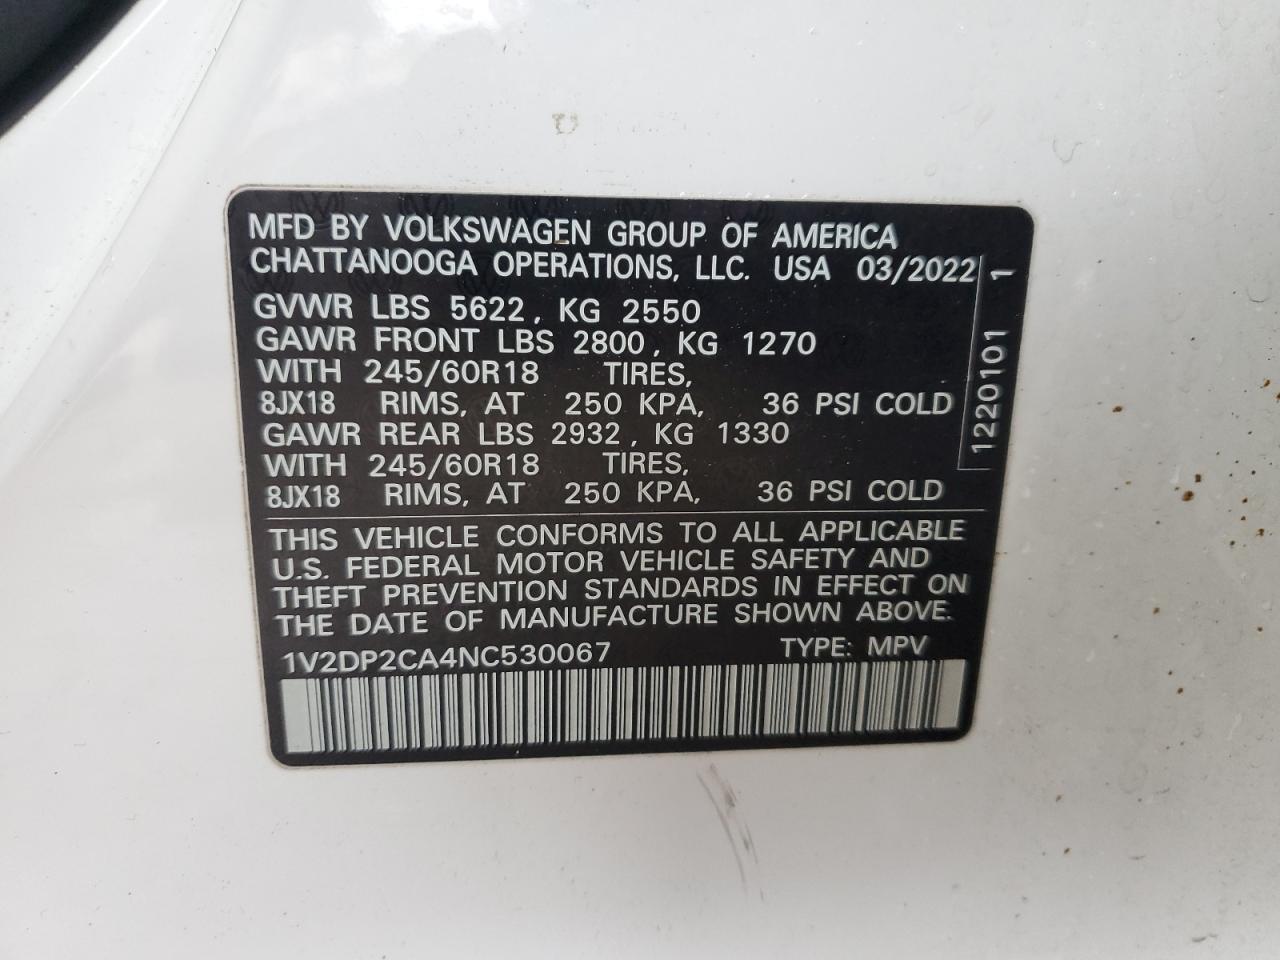 MFD BY VOLKSWAGEN GROUP OF AMERICA
CHATTANOOGA OPERATIONS, LLC. USA 03/2022
GVWR LBS 5622, KG 2550
GAWR FRONT LBS 2800, KG 1270
WITH 245/60R18 TIRES,
8JX18 RIMS, AT 250 KPA, 36 PSI COLD
GAWR REAR LBS 2932, KG 1330
WITH 245/60R18 TIRES,
8JX18 RIMS, AT 250 KPA, 36 PSI COLD
1220101 1
THIS VEHICLE CONFORMS TO ALL APPLICABLE
U.S. FEDERAL MOTOR VEHICLE SAFETY AND
THEFT PREVENTION STANDARDS IN EFFECT ON
THE DATE OF MANUFACTURE SHOWN ABOVE.
1V2DP2CA4NC530067 TYPE: MPV